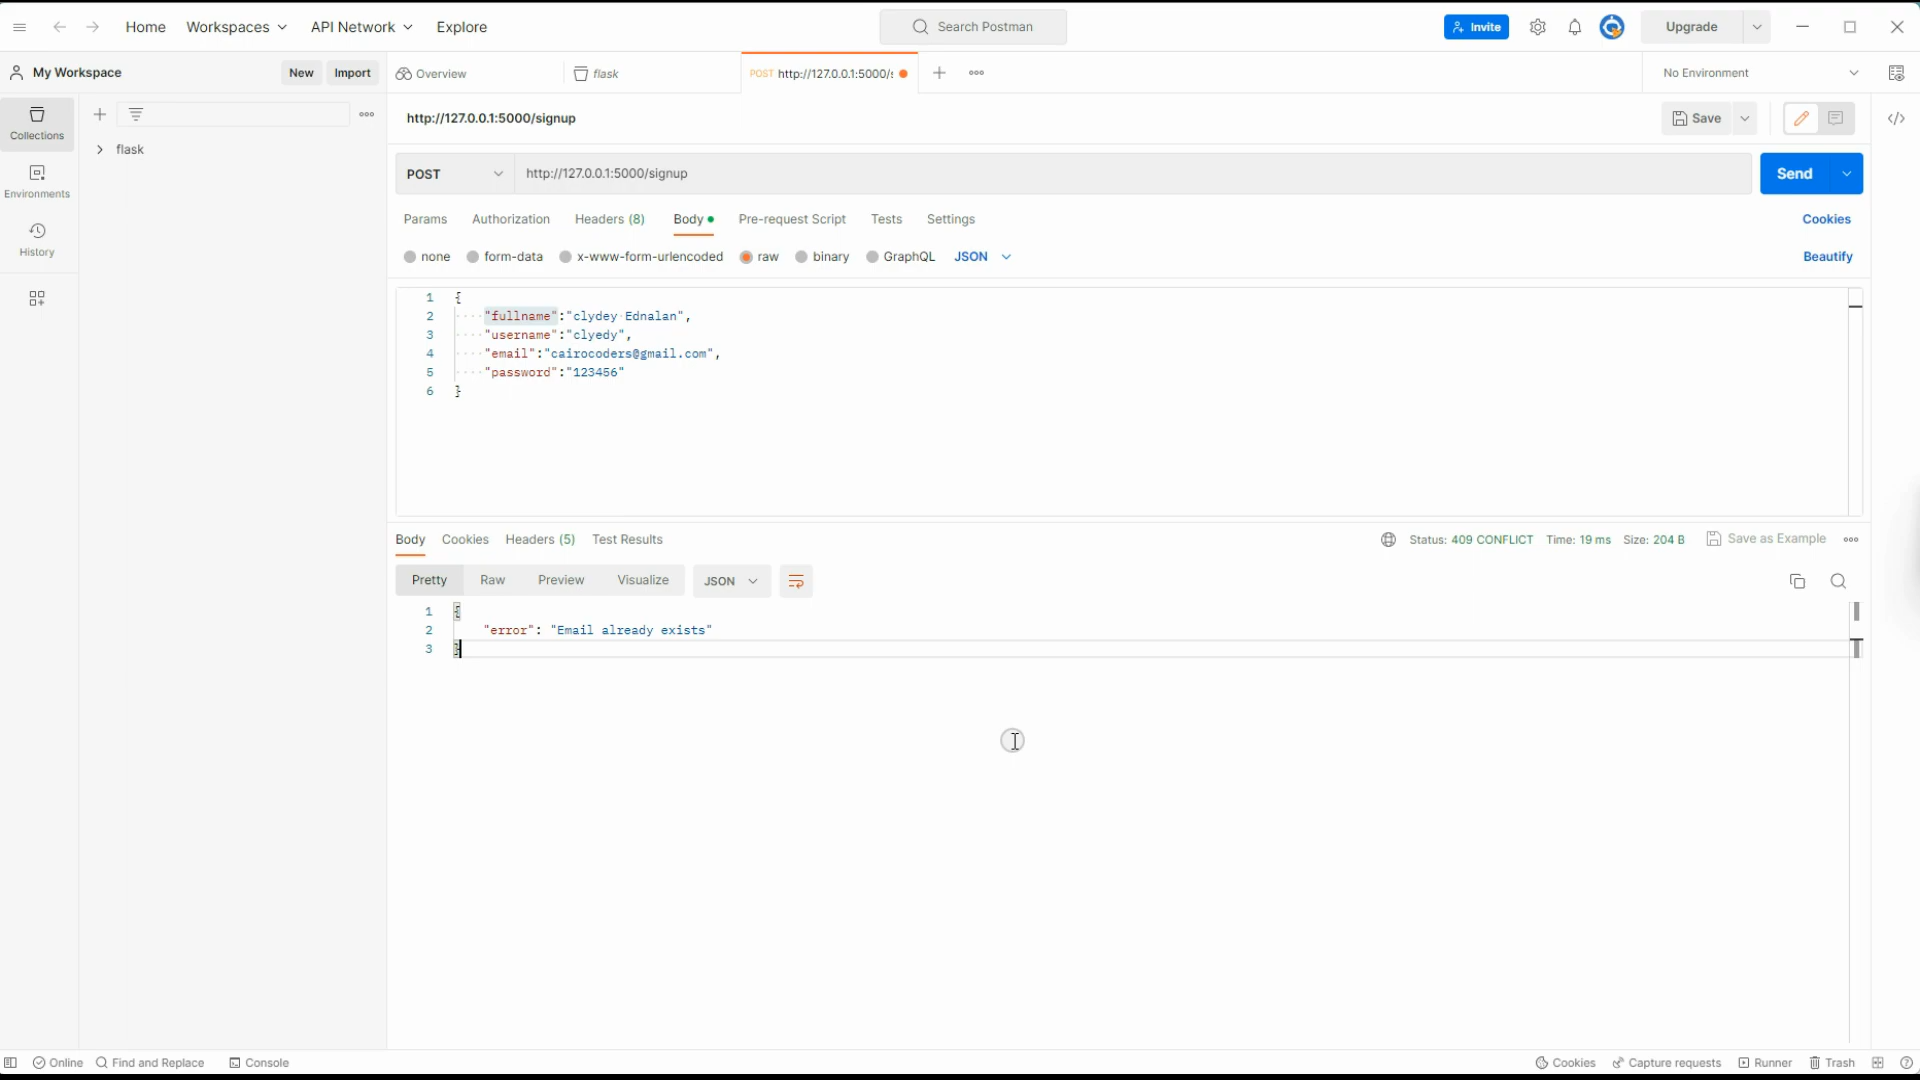 Home Workspaces API Network Explore Search Postman Invite Upgrade
My Workspace New Import Overview flask POST http://127.0.0.1:5000/s No Environment
Collections
Environments
History
flask
http://127.0.0.1:5000/signup Save
POST http://127.0.0.1:5000/signup Send
Params Authorization Headers (8) Body Pre-request Script Tests Settings Cookies
none form-data x-www-form-urlencoded raw binary GraphQL JSON Beautify
1 {
2 "fullname":"clydey Ednalan",
3 "username":"clyedy",
4 "email":"cairocoders@gmail.com",
5 "password":"123456"
6 }
Body Cookies Headers (5) Test Results Status: 409 CONFLICT Time: 19 ms Size: 204 B Save as Example
Pretty Raw Preview Visualize JSON
1 {
2 "error": "Email already exists"
3 }
Online Find and Replace Console Cookies Capture requests Runner Trash